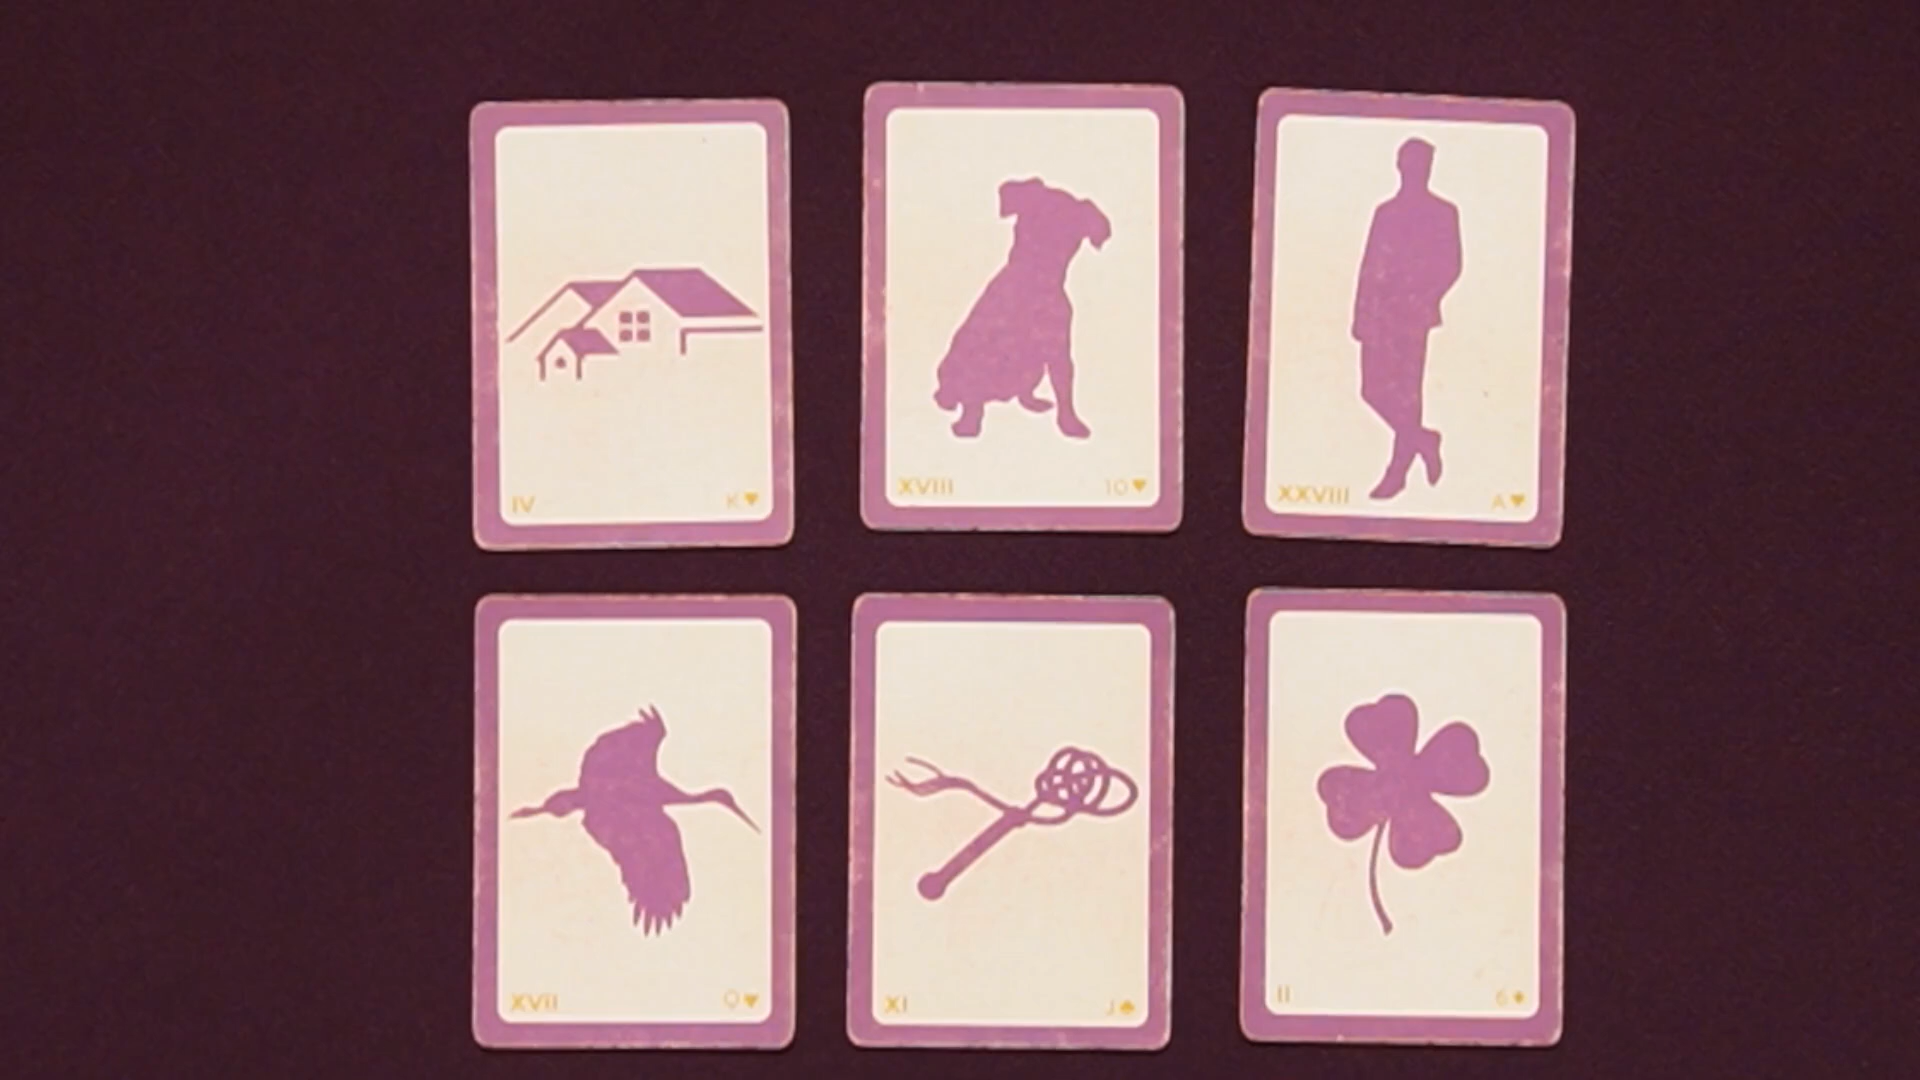 IV K♥
XVIII 10♥
XXVIII A♥
XVII Q♥
XI J♣
II 6♦